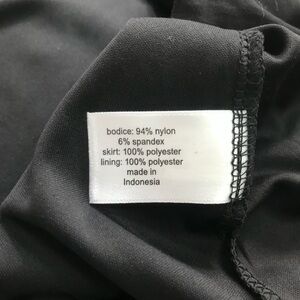 bodice: 94% nylon
6% spandex
skirt: 100% polyester
lining: 100% polyester
made in
Indonesia